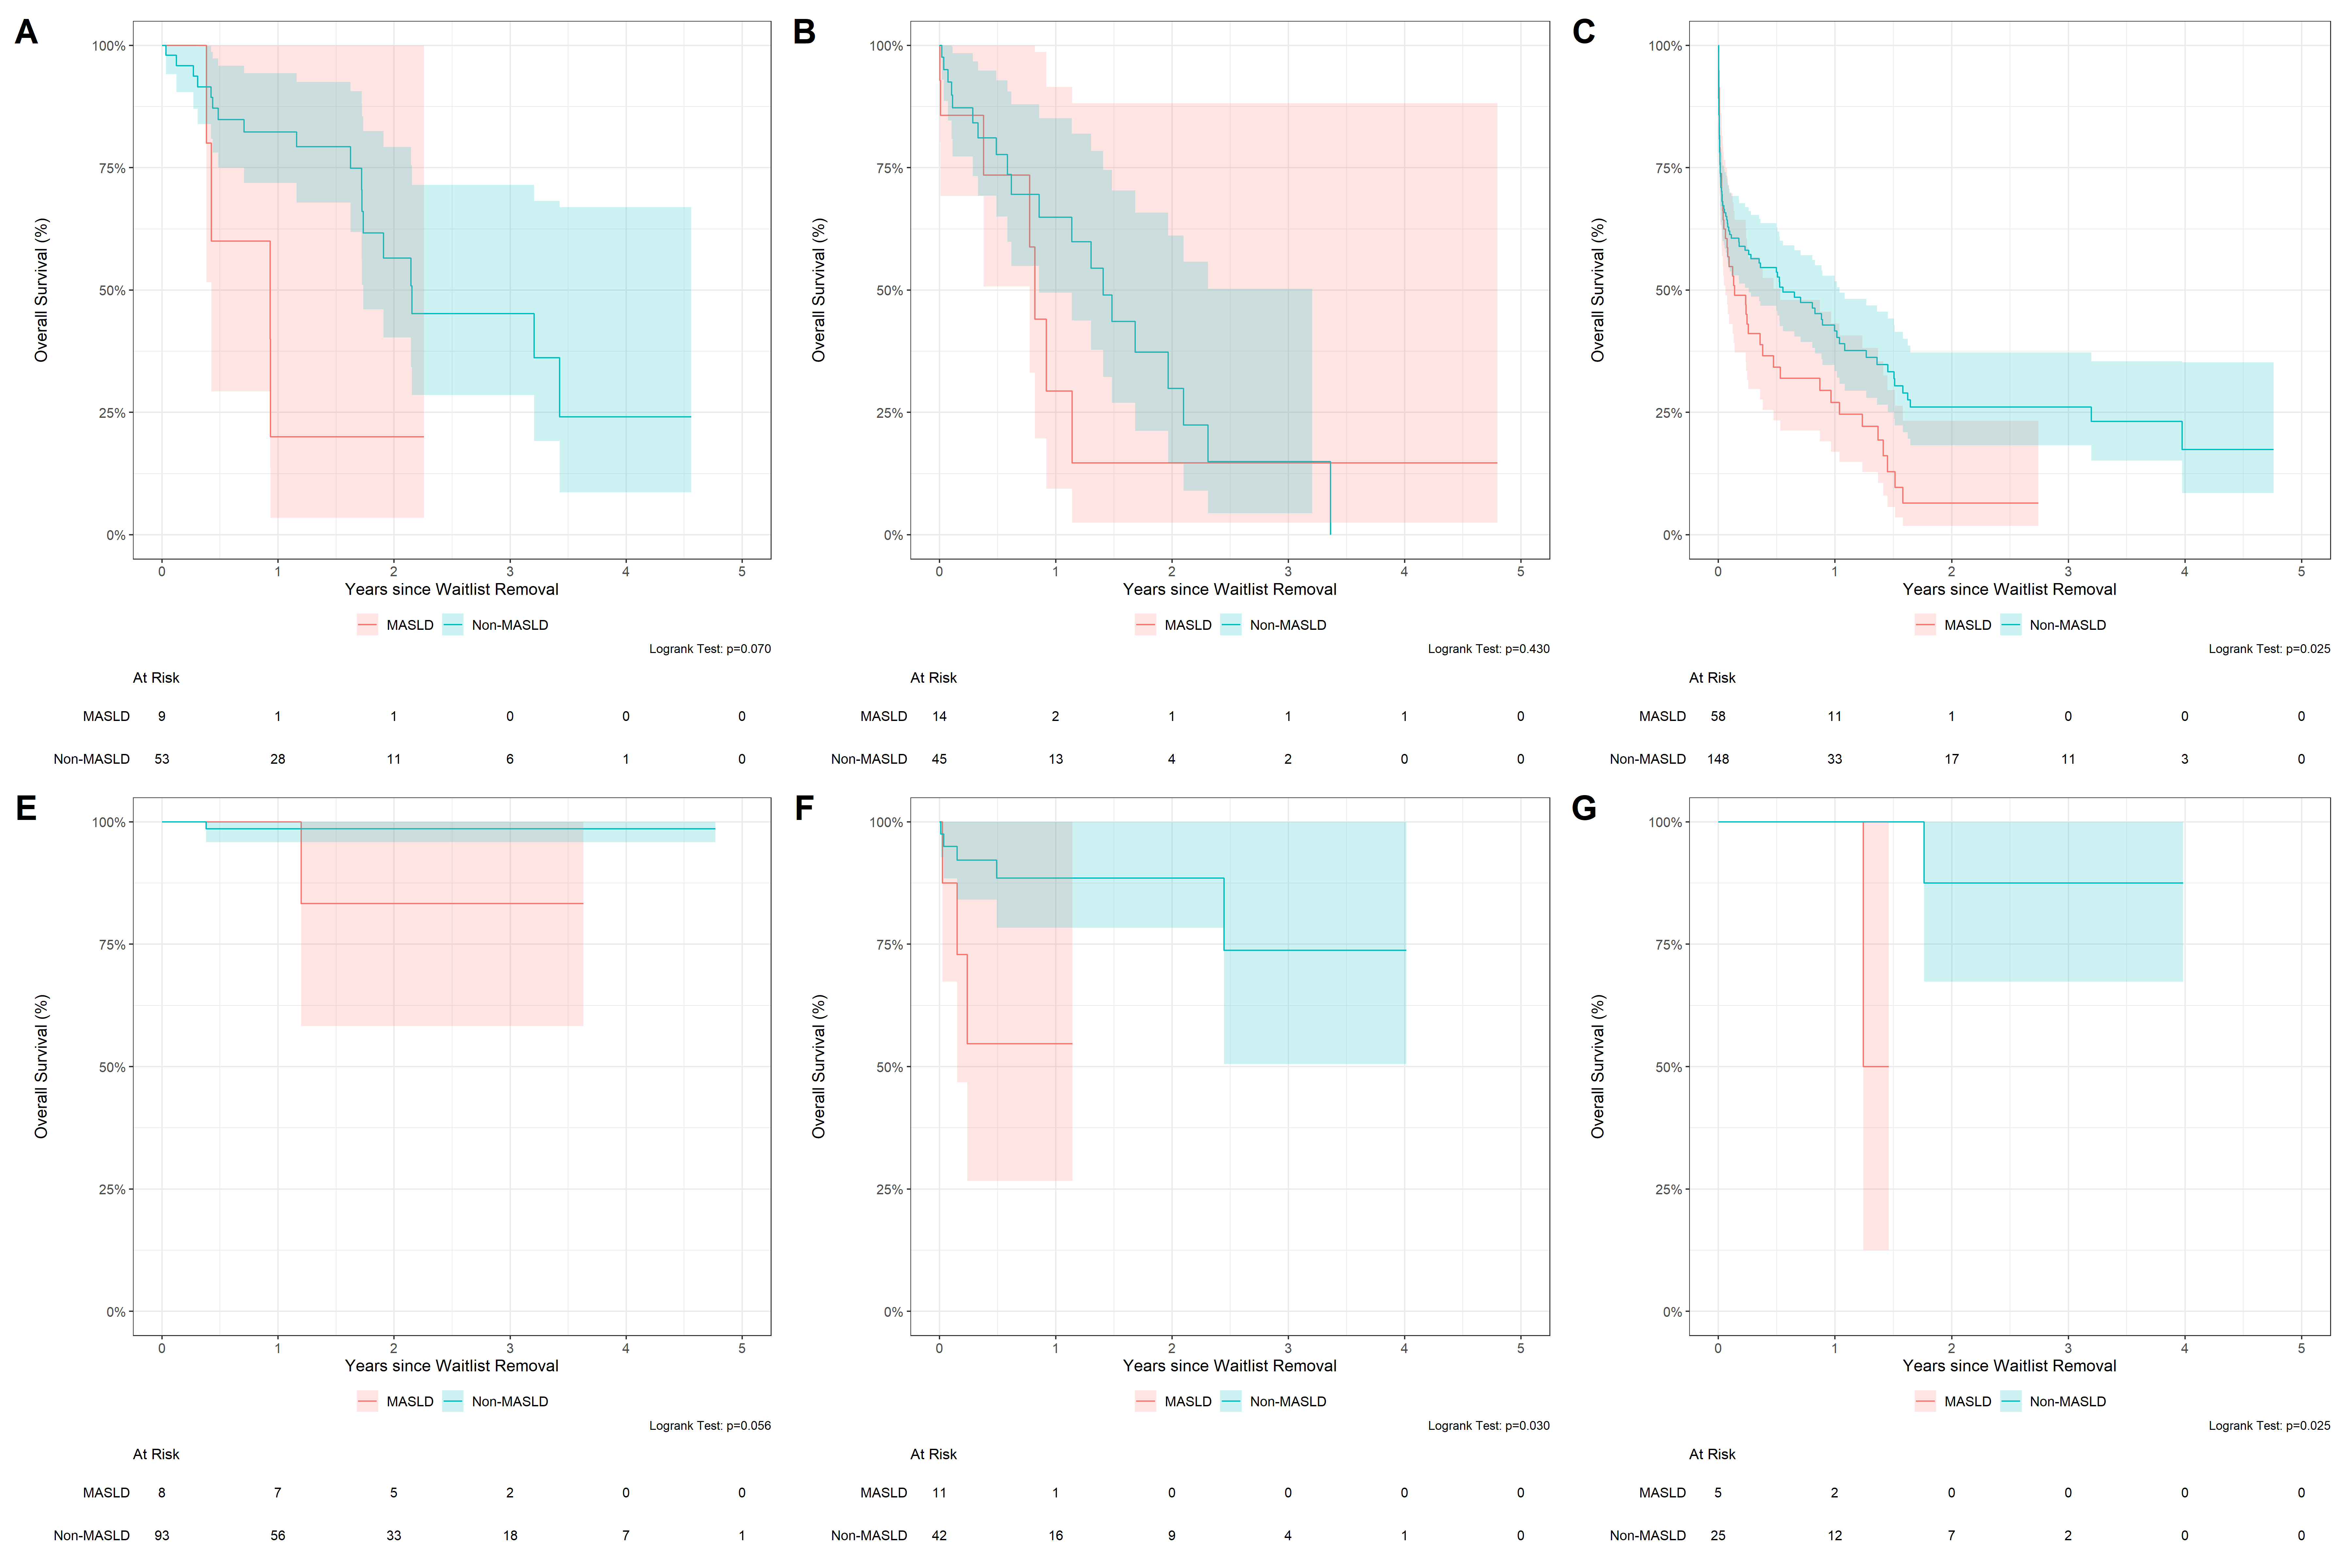 A
Overall Survival (%)
100%
75%
50%
25%
0%
0 1 2 3 4 5
Years since Waitlist Removal
MASLD Non-MASLD
Logrank Test: p=0.070
At Risk
MASLD 9 1 1 0 0 0
Non-MASLD 53 28 11 6 1 0
B
Overall Survival (%)
100%
75%
50%
25%
0%
0 1 2 3 4 5
Years since Waitlist Removal
MASLD Non-MASLD
Logrank Test: p=0.430
At Risk
MASLD 14 2 1 1 1 0
Non-MASLD 45 13 4 2 0 0
C
Overall Survival (%)
100%
75%
50%
25%
0%
0 1 2 3 4 5
Years since Waitlist Removal
MASLD Non-MASLD
Logrank Test: p=0.025
At Risk
MASLD 58 11 1 0 0 0
Non-MASLD 148 33 17 11 3 0
E
Overall Survival (%)
100%
75%
50%
25%
0%
0 1 2 3 4 5
Years since Waitlist Removal
MASLD Non-MASLD
Logrank Test: p=0.056
At Risk
MASLD 8 7 5 2 0 0
Non-MASLD 93 56 33 18 7 1
F
Overall Survival (%)
100%
75%
50%
25%
0%
0 1 2 3 4 5
Years since Waitlist Removal
MASLD Non-MASLD
Logrank Test: p=0.030
At Risk
MASLD 11 1 0 0 0 0
Non-MASLD 42 16 9 4 1 0
G
Overall Survival (%)
100%
75%
50%
25%
0%
0 1 2 3 4 5
Years since Waitlist Removal
MASLD Non-MASLD
Logrank Test: p=0.025
At Risk
MASLD 5 2 0 0 0 0
Non-MASLD 25 12 7 2 0 0